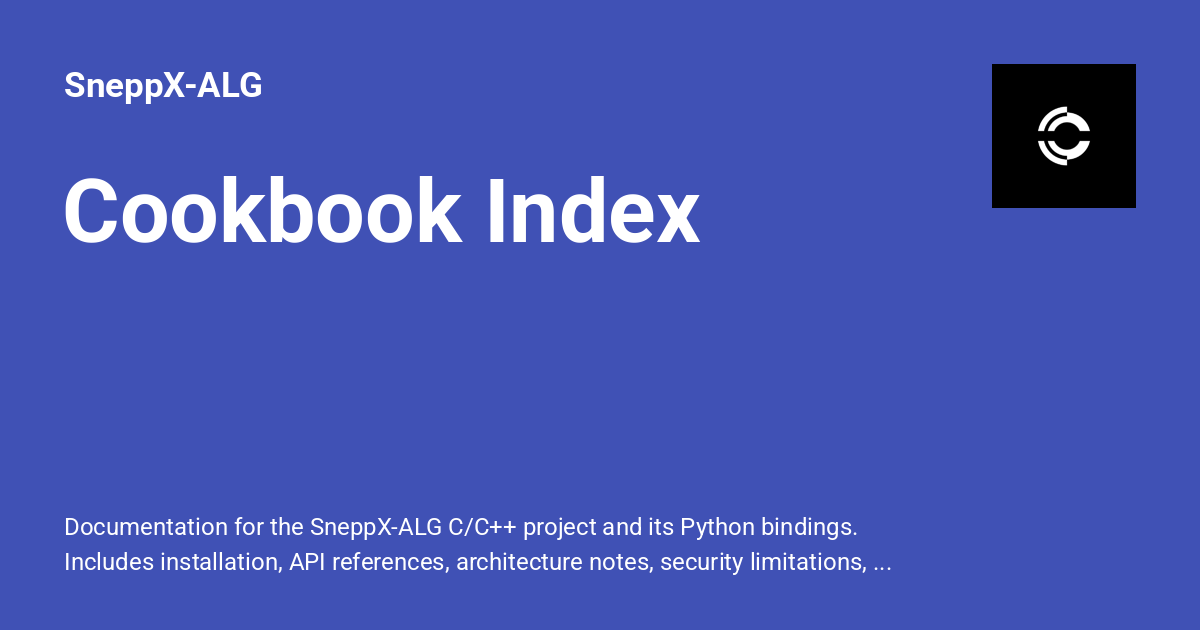 SneppX-ALG
Cookbook Index
Documentation for the SneppX-ALG C/C++ project and its Python bindings.
Includes installation, API references, architecture notes, security limitations, ...